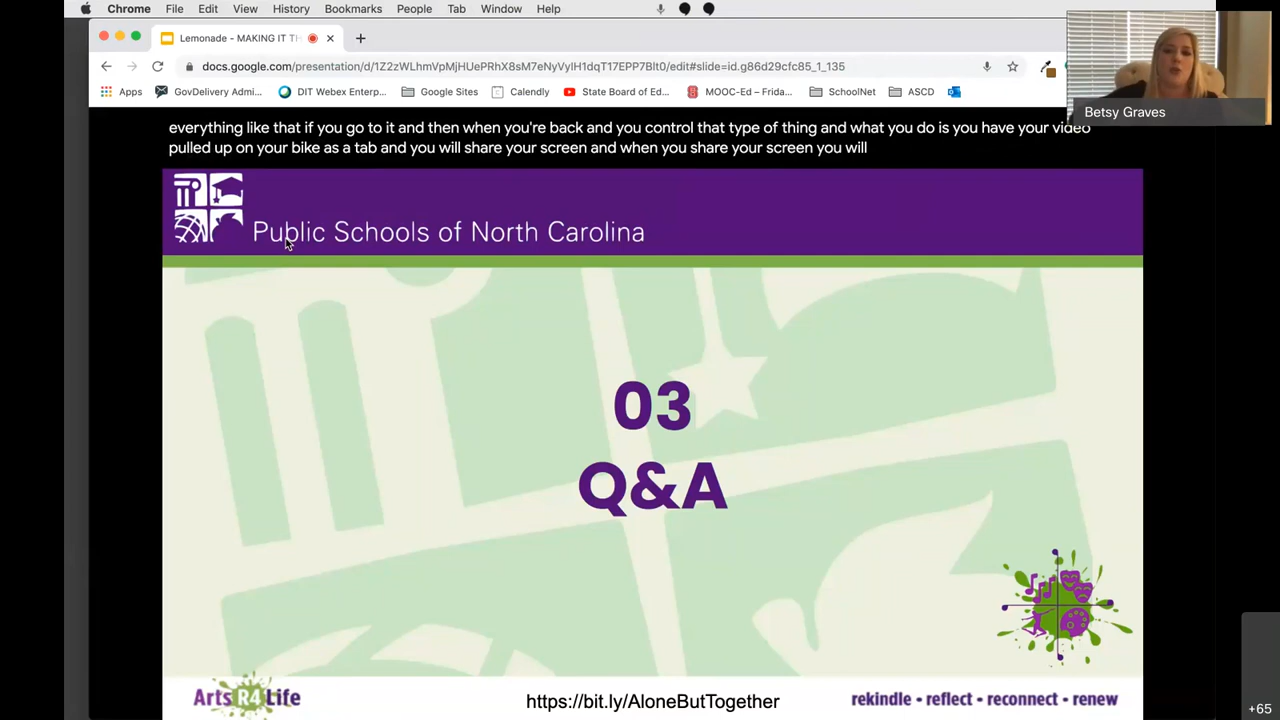 Chrome File Edit View History Bookmarks People Tab Window Help
Lemonade - MAKING IT TH
docs.google.com/presentation/
Betsy Graves
Apps GovDelivery Admi... DIT Webex Enterp... Google Sites Calendly State Board of Ed... MOOC-Ed – Frida... SchoolNet ASCD
everything like that if you go to it and then when you're back and you control that type of thing and what you do is you have your video
pulled up on your bike as a tab and you will share your screen and when you share your screen you will
Public Schools of North Carolina
03
Q&A
Arts R4 Life
https://bit.ly/AloneButTogether
rekindle • reflect • reconnect • renew
+65